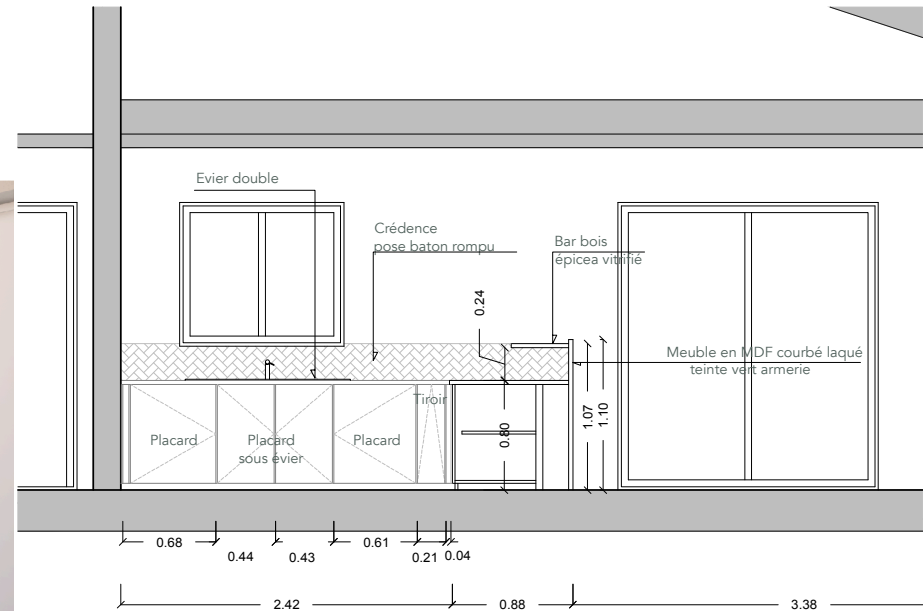 Evier double
Crédence
pose baton rompu
Bar bois
épicea vitrifié
0.24
Meuble en MDF courbé laqué
teinte vert armerie
Tiroir
1.07
1.10
0.80
Placard
Placard
sous évier
Placard
0.68
0.44
0.43
0.61
0.21
0.04
2.42
0.88
3.38